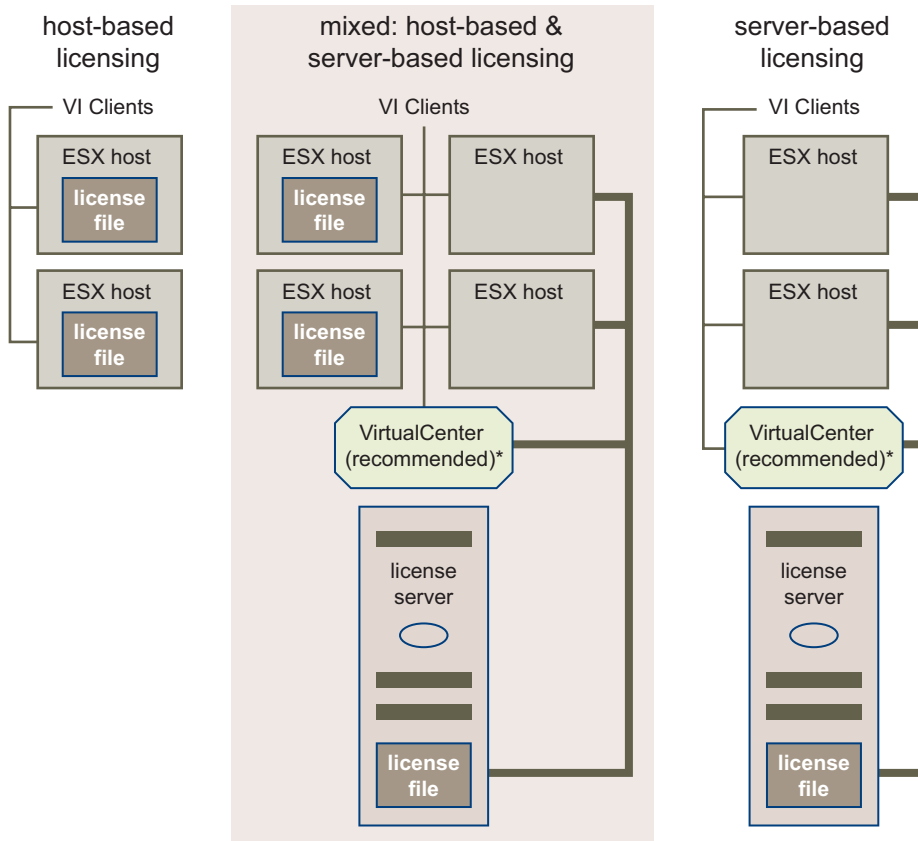 host-based
licensing
VI Clients
ESX host
license
file
ESX host
license
file
mixed: host-based &
server-based licensing
VI Clients
ESX host
license
file
ESX host
ESX host
license
file
ESX host
VirtualCenter
(recommended)*
license
server
license
file
server-based
licensing
VI Clients
ESX host
ESX host
VirtualCenter
(recommended)*
license
server
license
file